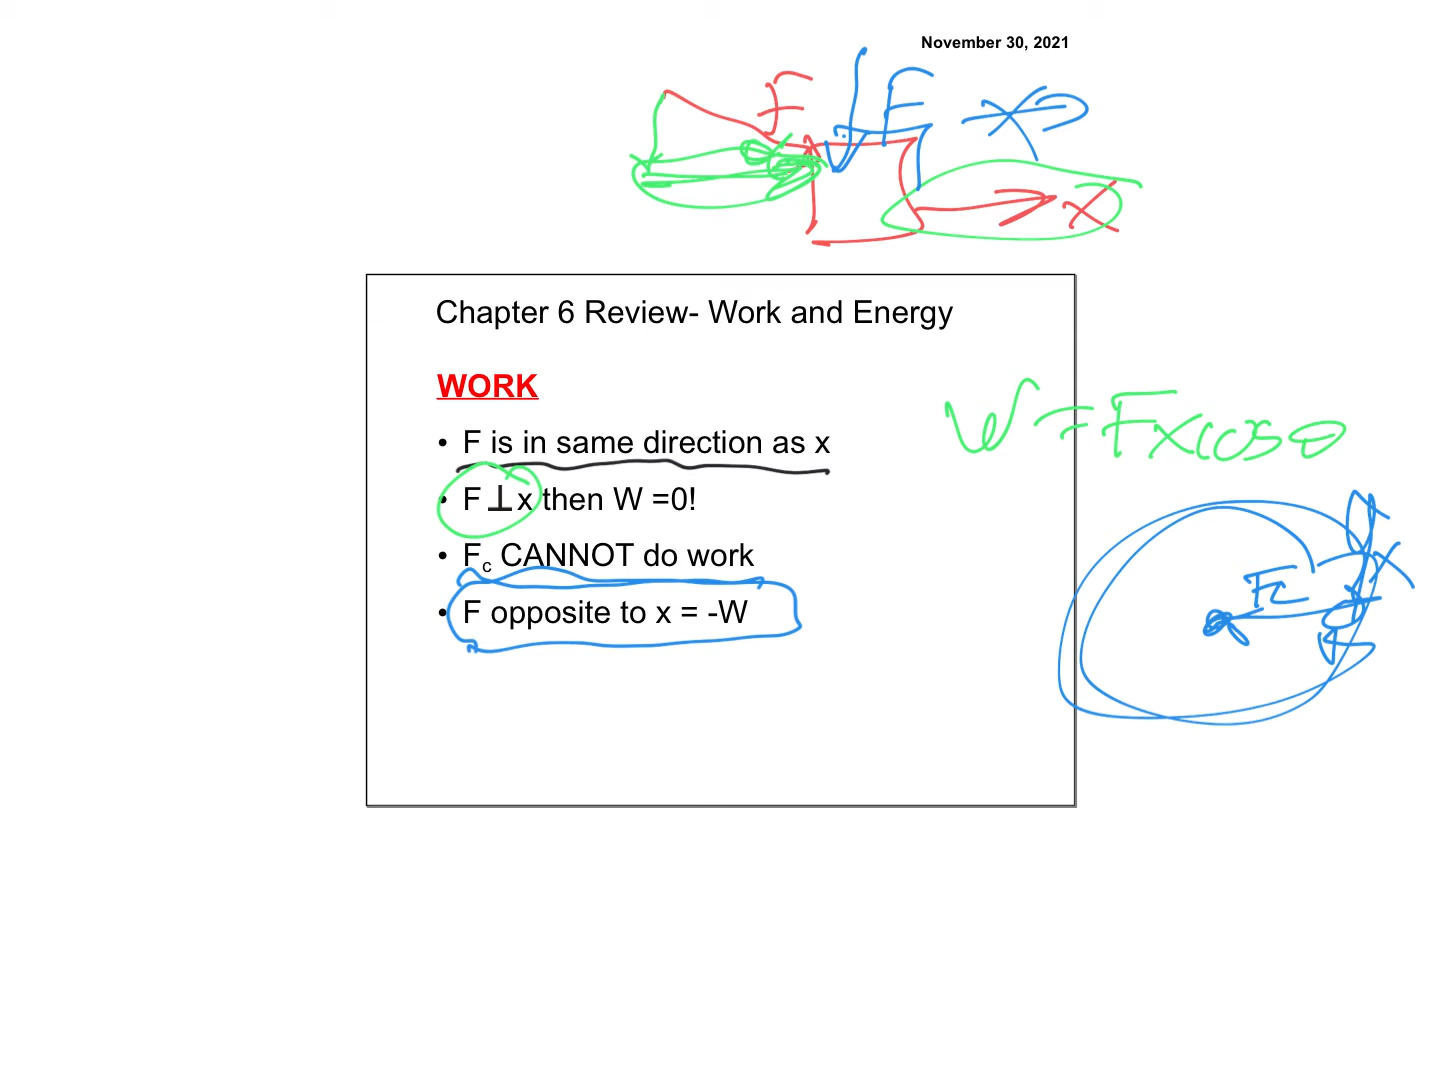 November 30, 2021
F F x
x
Chapter 6 Review- Work and Energy
WORK
• F is in same direction as x
W = Fxcosθ
• F⊥x then W =0!
• Fc CANNOT do work
x
Fc
• F opposite to x = -W